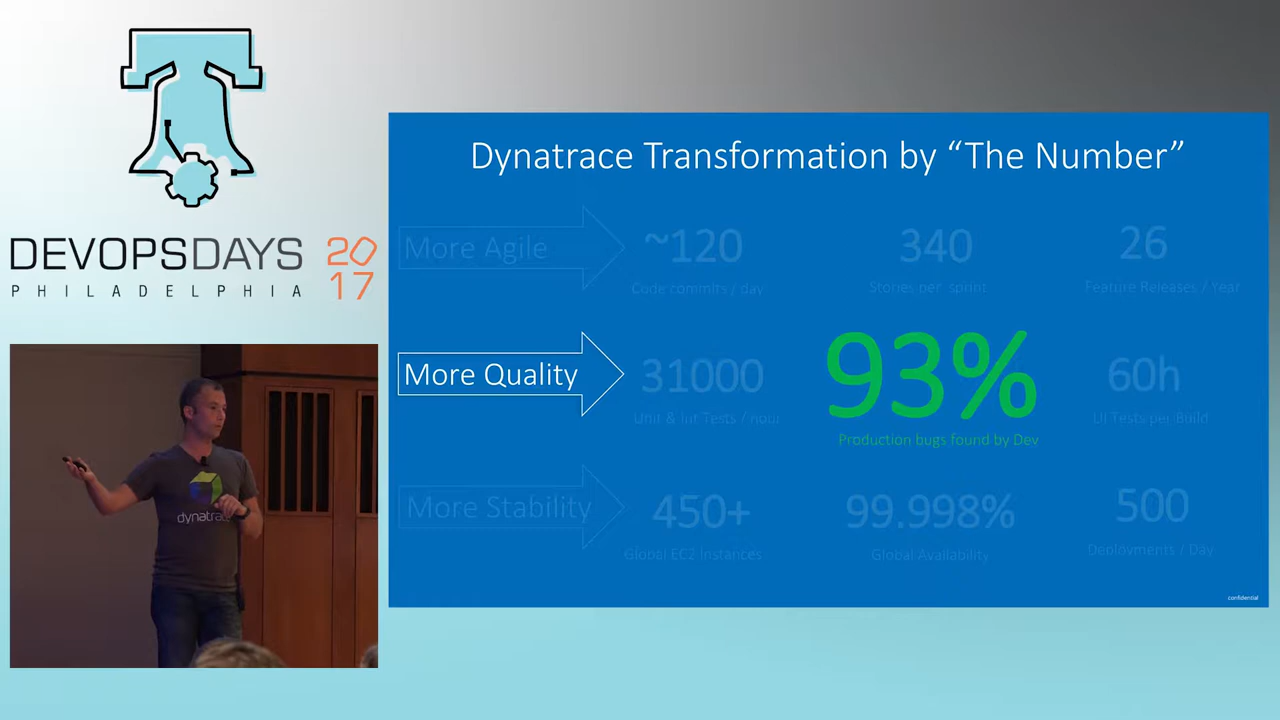 DEVOPSDAYS 2017
PHILADELPHIA
dynatrace
Dynatrace Transformation by “The Number”
More Agile
~120
Code commits / day
340
Stories per sprint
26
Feature Releases / Year
More Quality
31000
Unit & Int Tests / hour
93%
Production bugs found by Dev
60h
UI Tests per Build
More Stability
450+
Global EC2 Instances
99.998%
Global Availability
500
Deployments / Day
confidential